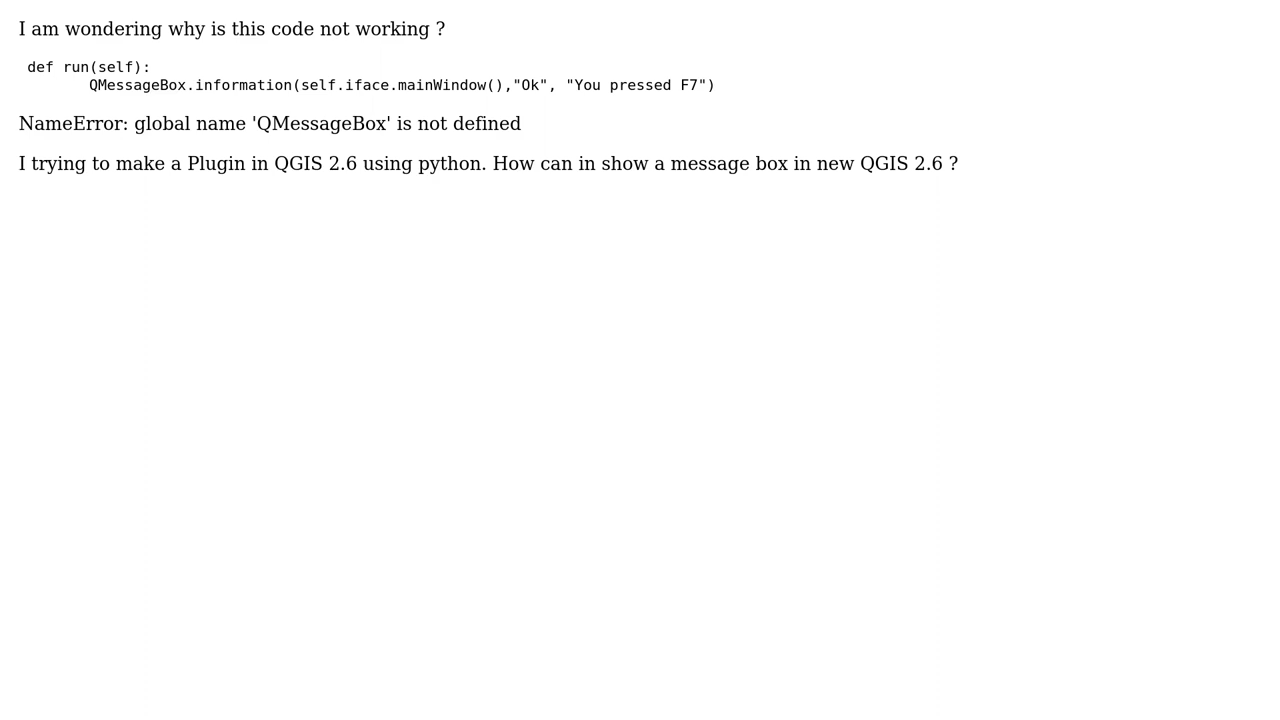 I am wondering why is this code not working ?
def run(self):
QMessageBox.information(self.iface.mainWindow(),"Ok", "You pressed F7")
NameError: global name 'QMessageBox' is not defined
I trying to make a Plugin in QGIS 2.6 using python. How can in show a message box in new QGIS 2.6 ?